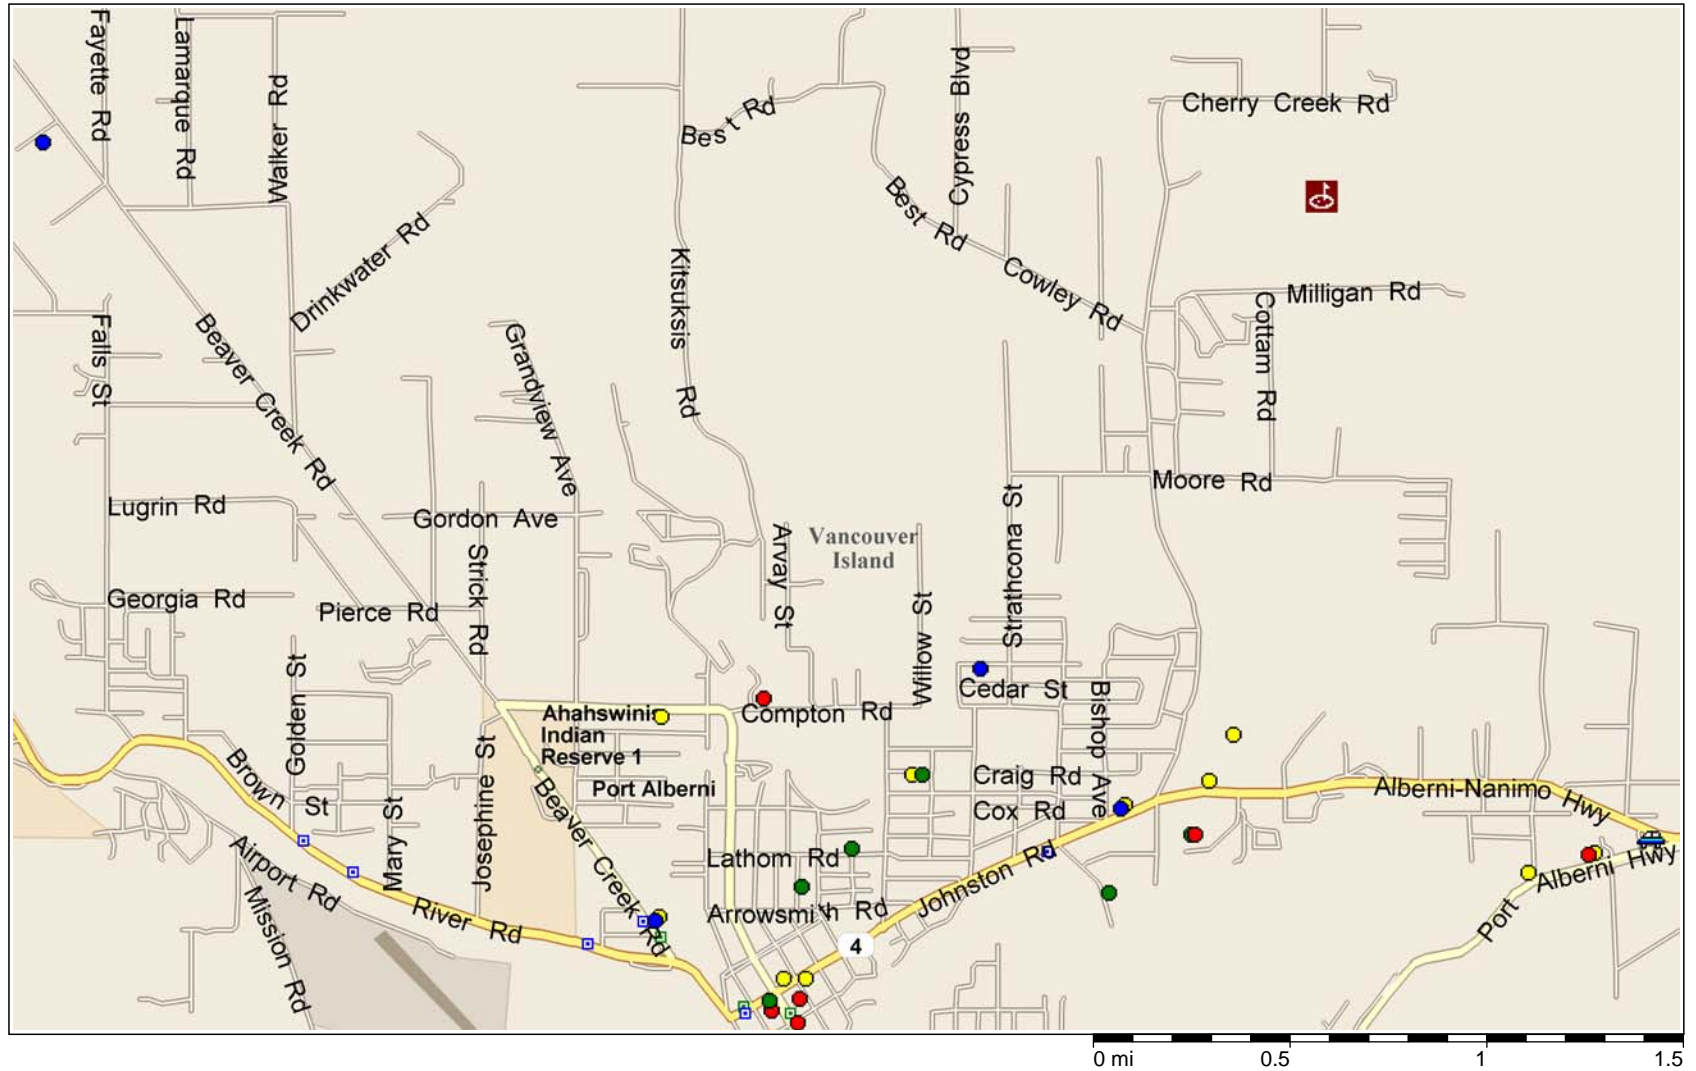 Fayette Rd
Lamarque Rd
Walker Rd
Best Rd
Cypress Blvd
Cherry Creek Rd
Best Rd
Drinkwater Rd
Kitsuksis Rd
Cowley Rd
Milligan Rd
Cottam Rd
Falls St
Beaver Creek Rd
Grandview Ave
Moore Rd
Lugrin Rd
Gordon Ave
Strick Rd
Arvay St
Vancouver
Island
Strathcona St
Georgia Rd
Pierce Rd
Willow St
Golden St
Cedar St
Bishop Ave
Ahahswinis
Indian
Reserve 1
Compton Rd
Josephine St
Brown St
Port Alberni
Craig Rd
Cox Rd
Alberni-Nanimo Hwy
Mary St
Beaver Creek Rd
Airport Rd
Lathom Rd
Johnston Rd
Port Alberni Hwy
Mission Rd
River Rd
Arrowsmith Rd
4
0 mi 0.5 1 1.5